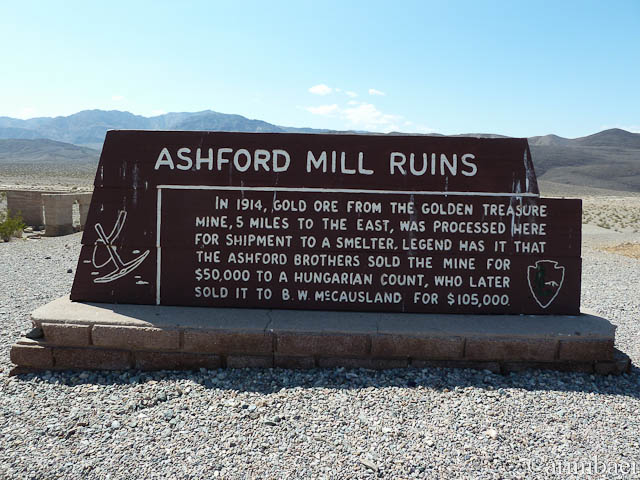 ASHFORD MILL RUINS
IN 1914, GOLD ORE FROM THE GOLDEN TREASURE
MINE, 5 MILES TO THE EAST, WAS PROCESSED HERE
FOR SHIPMENT TO A SMELTER. LEGEND HAS IT THAT
THE ASHFORD BROTHERS SOLD THE MINE FOR
$50,000 TO A HUNGARIAN COUNT, WHO LATER
SOLD IT TO B. W. McCAUSLAND FOR $105,000.